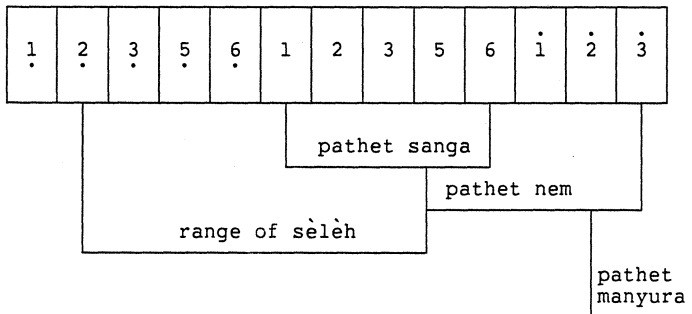 1̣ 2̣ 3̣ 5̣ 6̣ 1 2 3 5 6 1̇ 2̇ 3̇
pathet sanga
pathet nem
range of sèlèh
pathet
manyura